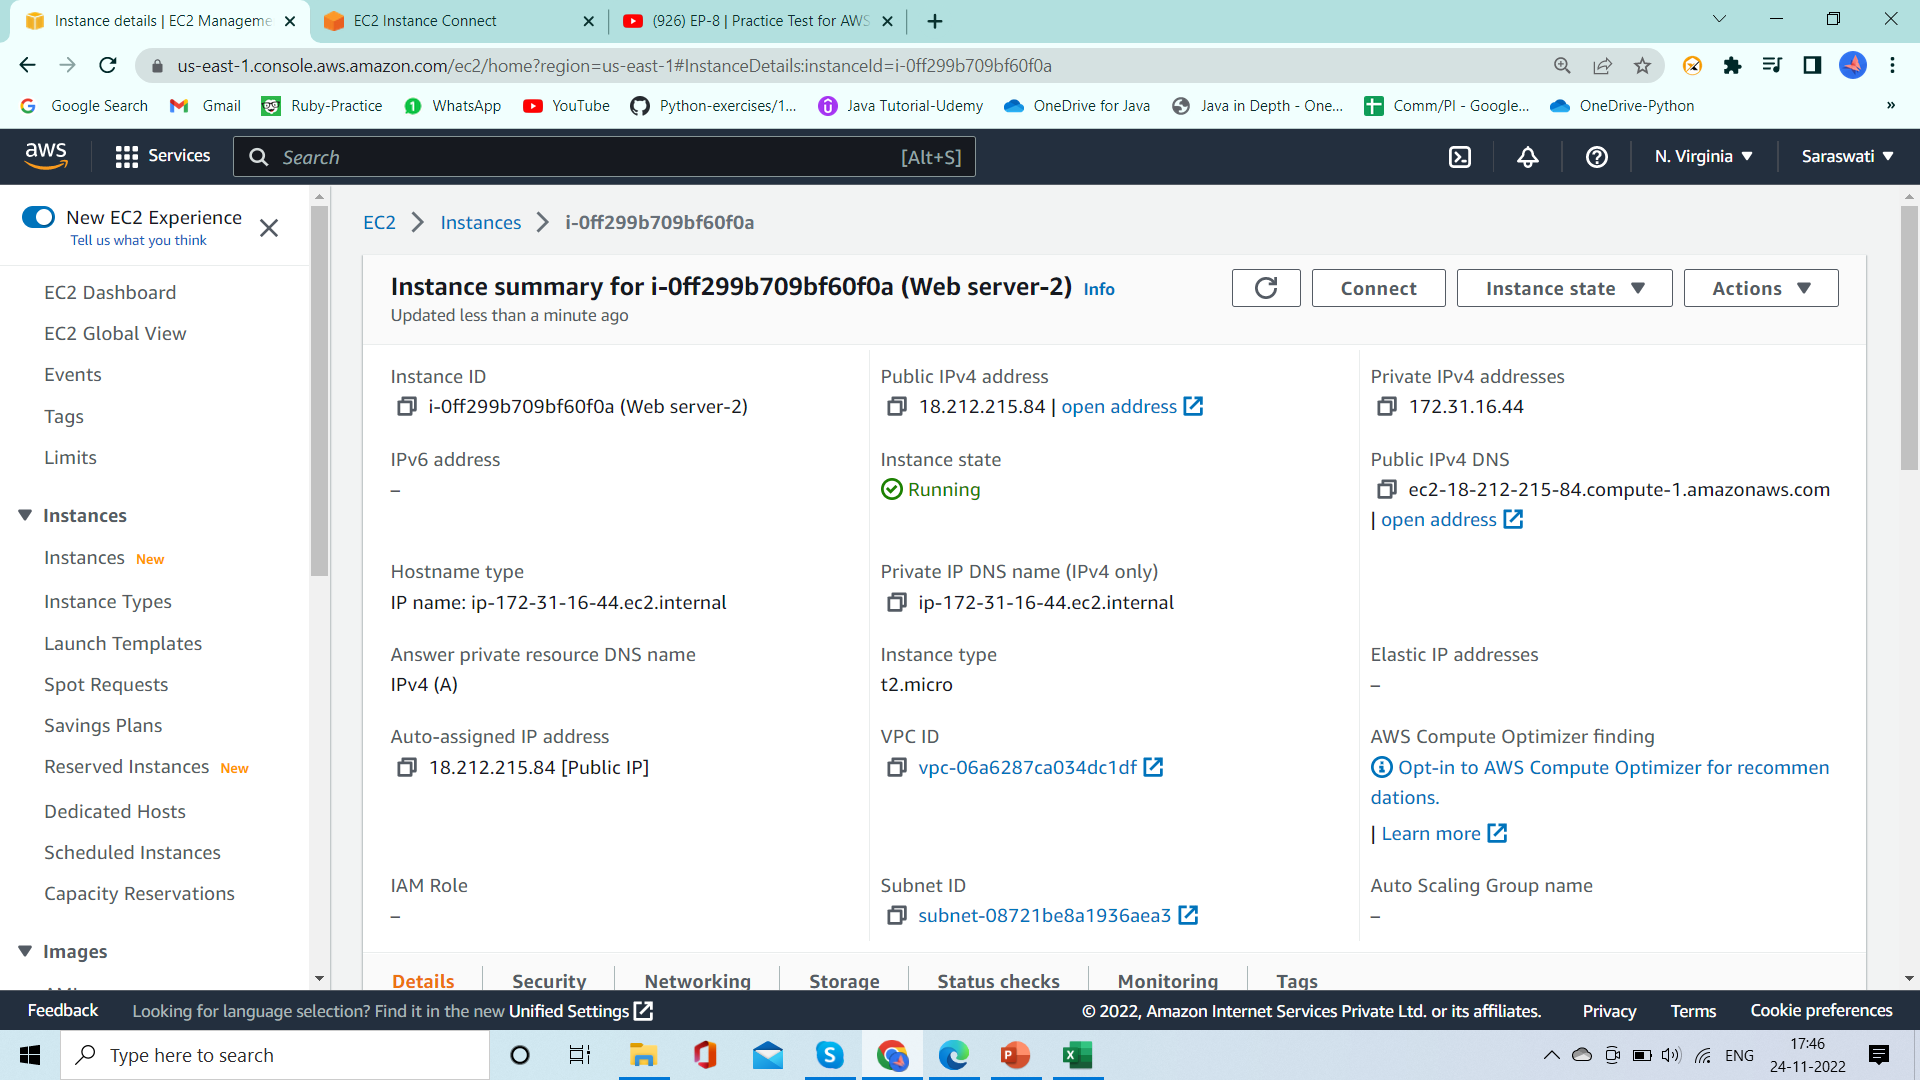 Instance details | EC2 Manageme
EC2 Instance Connect
(926) EP-8 | Practice Test for AWS
us-east-1.console.aws.amazon.com/ec2/home?region=us-east-1#InstanceDetails:instanceId=i-0ff299b709bf60f0a
Google Search
Gmail
Ruby-Practice
WhatsApp
YouTube
Python-exercises/1...
Java Tutorial-Udemy
OneDrive for Java
Java in Depth - One...
Comm/PI - Google...
OneDrive-Python
»
aws
Services
Search
[Alt+S]
N. Virginia
Saraswati
New EC2 Experience
Tell us what you think
EC2 Dashboard
EC2 Global View
Events
Tags
Limits
Instances
Instances New
Instance Types
Launch Templates
Spot Requests
Savings Plans
Reserved Instances New
Dedicated Hosts
Scheduled Instances
Capacity Reservations
Images
EC2
Instances
i-0ff299b709bf60f0a
Instance summary for i-0ff299b709bf60f0a (Web server-2) Info
Updated less than a minute ago
Connect
Instance state
Actions
Instance ID
i-0ff299b709bf60f0a (Web server-2)
Public IPv4 address
18.212.215.84 | open address
Private IPv4 addresses
172.31.16.44
IPv6 address
–
Instance state
Running
Public IPv4 DNS
ec2-18-212-215-84.compute-1.amazonaws.com
| open address
Hostname type
IP name: ip-172-31-16-44.ec2.internal
Private IP DNS name (IPv4 only)
ip-172-31-16-44.ec2.internal
Answer private resource DNS name
IPv4 (A)
Instance type
t2.micro
Elastic IP addresses
–
Auto-assigned IP address
18.212.215.84 [Public IP]
VPC ID
vpc-06a6287ca034dc1df
AWS Compute Optimizer finding
Opt-in to AWS Compute Optimizer for recommen
dations.
| Learn more
IAM Role
–
Subnet ID
subnet-08721be8a1936aea3
Auto Scaling Group name
–
Details
Security
Networking
Storage
Status checks
Monitoring
Tags
Feedback
Looking for language selection? Find it in the new Unified Settings
© 2022, Amazon Internet Services Private Ltd. or its affiliates.
Privacy
Terms
Cookie preferences
Type here to search
ENG
17:46
24-11-2022